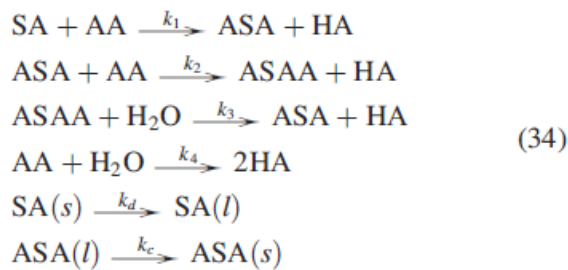 SA + AA —k₁→ ASA + HA
ASA + AA —k₂→ ASAA + HA
ASAA + H₂O —k₃→ ASA + HA
(34)
AA + H₂O —k₄→ 2HA
SA(s) —k_d→ SA(l)
ASA(l) —k_c→ ASA(s)